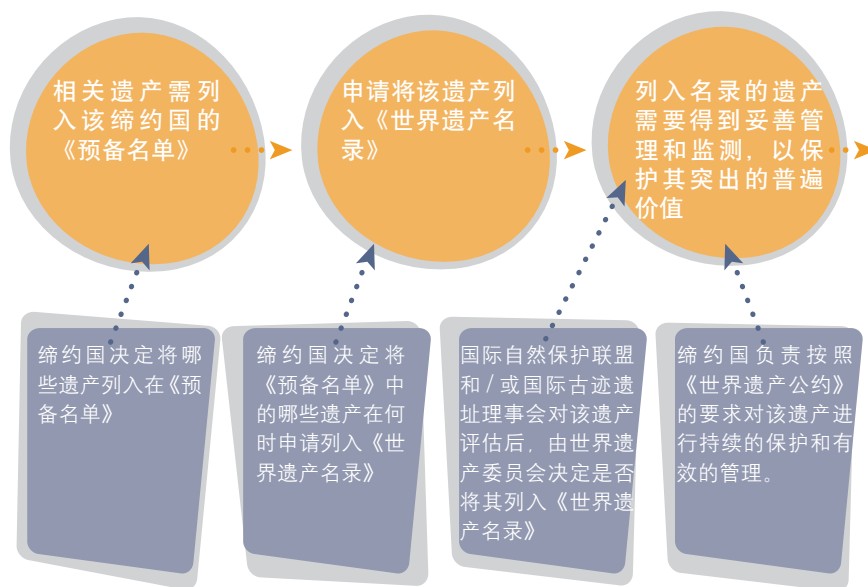 相关遗产需列
入该缔约国的
《预备名单》
申请将该遗产列
入《世界遗产名
录》
列入名录的遗产
需要得到妥善管
理和监测，以保
护其突出的普遍
价值
缔约国决定将哪
些遗产列入在《预
备名单》
缔约国决定将
《预备名单》中
的哪些遗产在何
时申请列入《世
界遗产名录》
国际自然保护联盟
和/或国际古迹遗
址理事会对该遗产
评估后，由世界遗
产委员会决定是否
将其列入《世界遗
产名录》
缔约国负责按照
《世界遗产公约》
的要求对该遗产进
行持续的保护和有
效的管理。